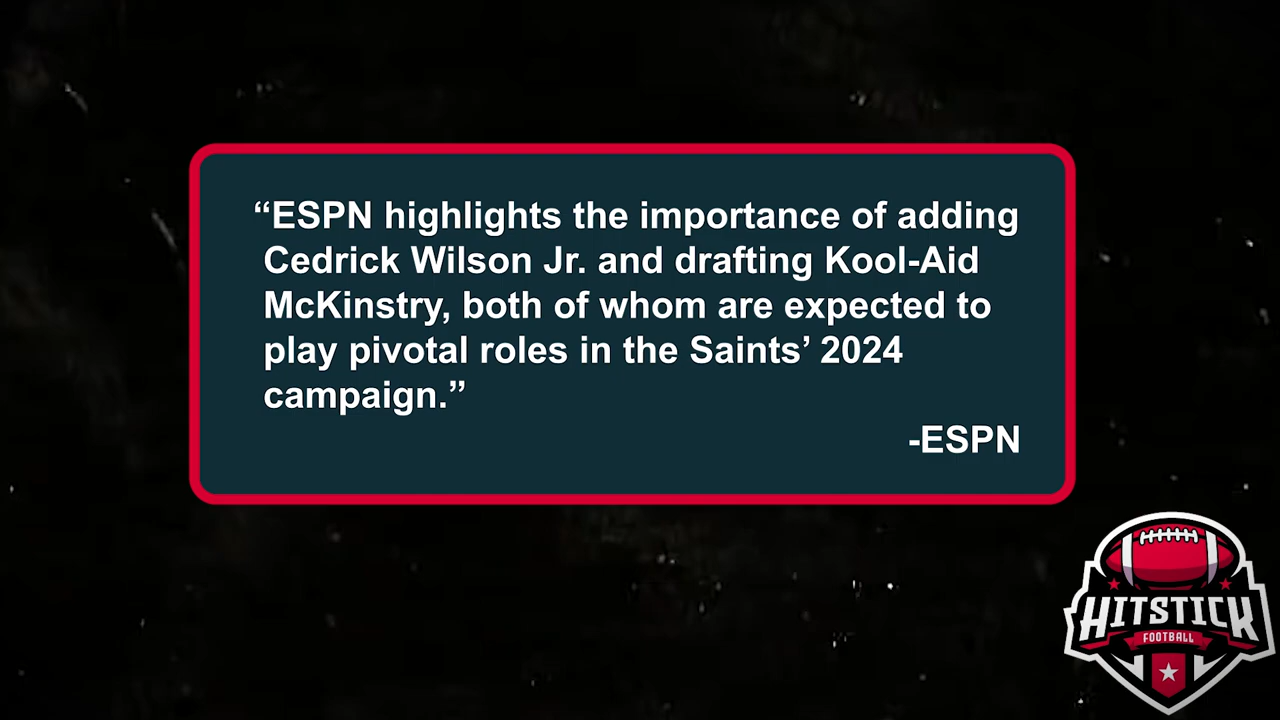 “ESPN highlights the importance of adding
Cedrick Wilson Jr. and drafting Kool-Aid
McKinstry, both of whom are expected to
play pivotal roles in the Saints’ 2024
campaign.”
-ESPN
HITSTICK
FOOTBALL